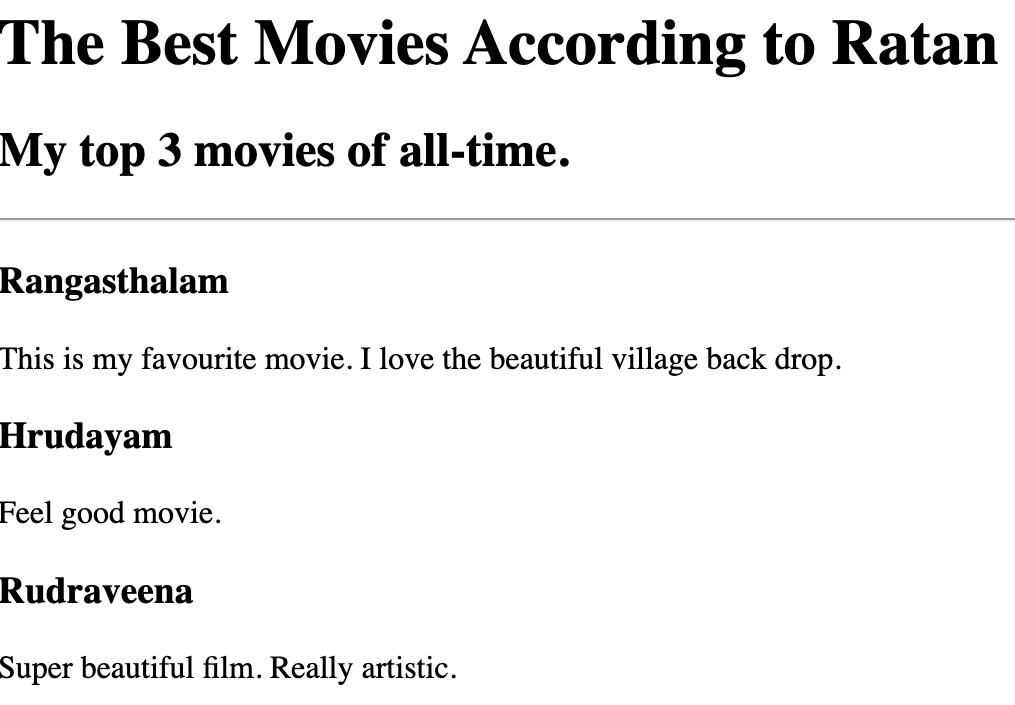 The Best Movies According to Ratan
My top 3 movies of all-time.
Rangasthalam
This is my favourite movie. I love the beautiful village back drop.
Hrudayam
Feel good movie.
Rudraveena
Super beautiful film. Really artistic.